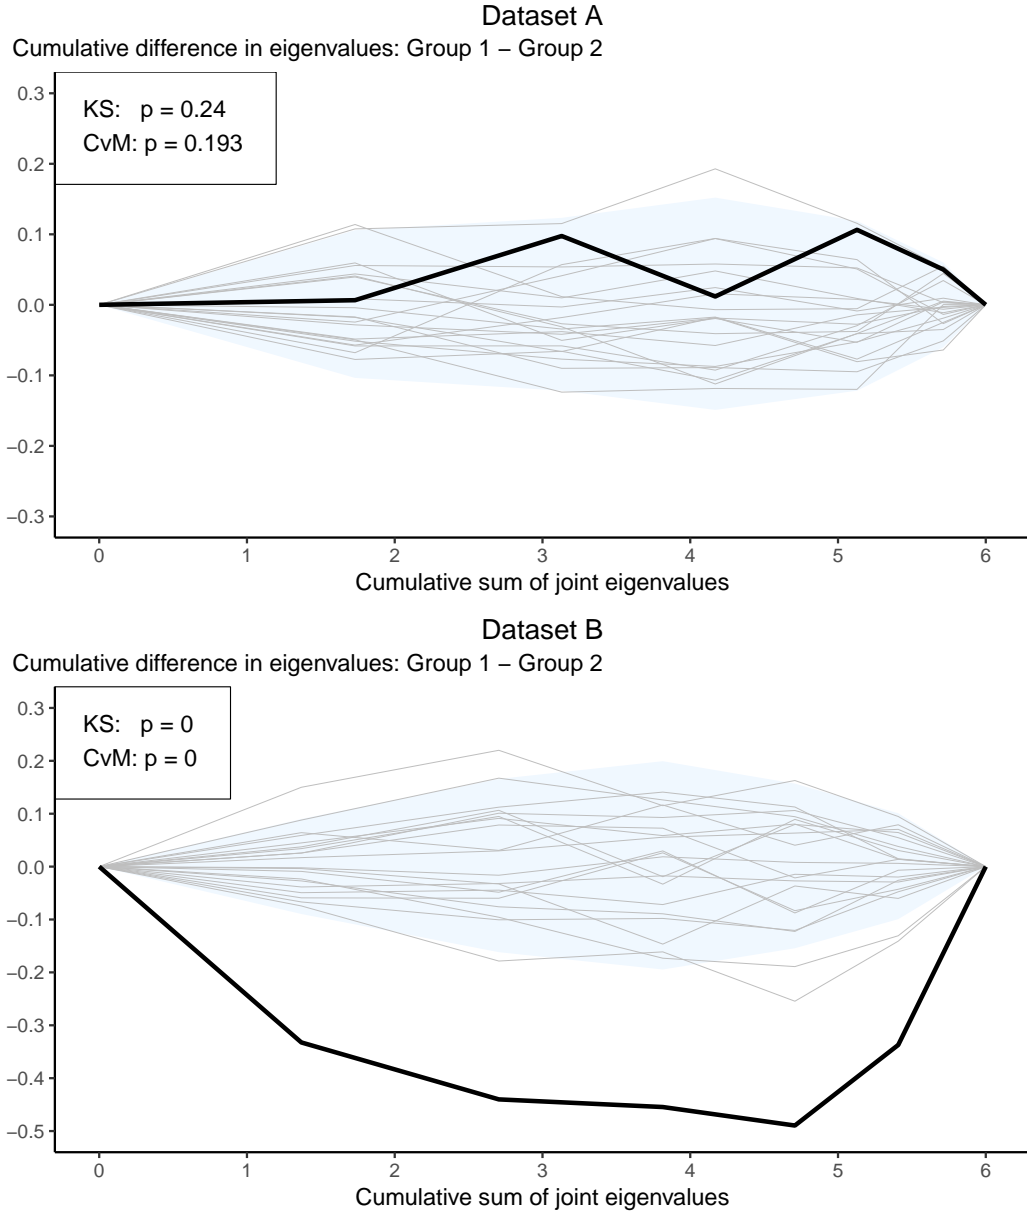 Dataset A
Cumulative difference in eigenvalues: Group 1 − Group 2
0.3
KS: p = 0.24
CvM: p = 0.193
0.2
0.1
0.0
−0.1
−0.2
−0.3
0 1 2 3 4 5 6
Cumulative sum of joint eigenvalues
Dataset B
Cumulative difference in eigenvalues: Group 1 − Group 2
0.3
KS: p = 0
CvM: p = 0
0.2
0.1
0.0
−0.1
−0.2
−0.3
−0.4
−0.5
0 1 2 3 4 5 6
Cumulative sum of joint eigenvalues